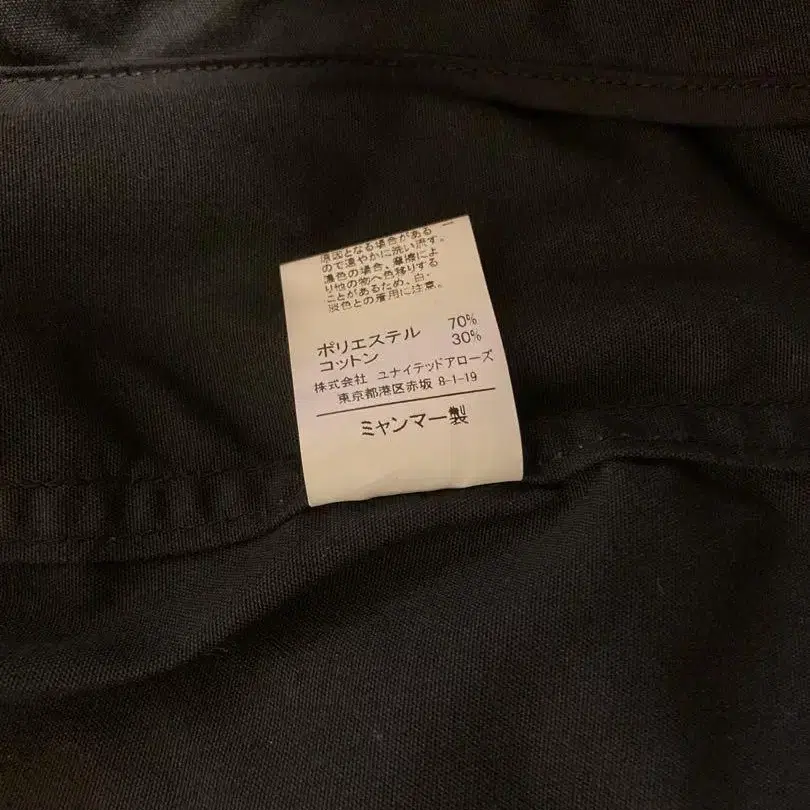 原因となる場合がある
ので速やかに洗い流す。
濃色の場合、摩擦によ
り他の物へ色移りする
ことがあるため、白・
淡色との着用に注意。
ポリエステル 70%
コットン 30%
株式会社 ユナイテッドアローズ
東京都港区赤坂 8-1-19
ミャンマー製